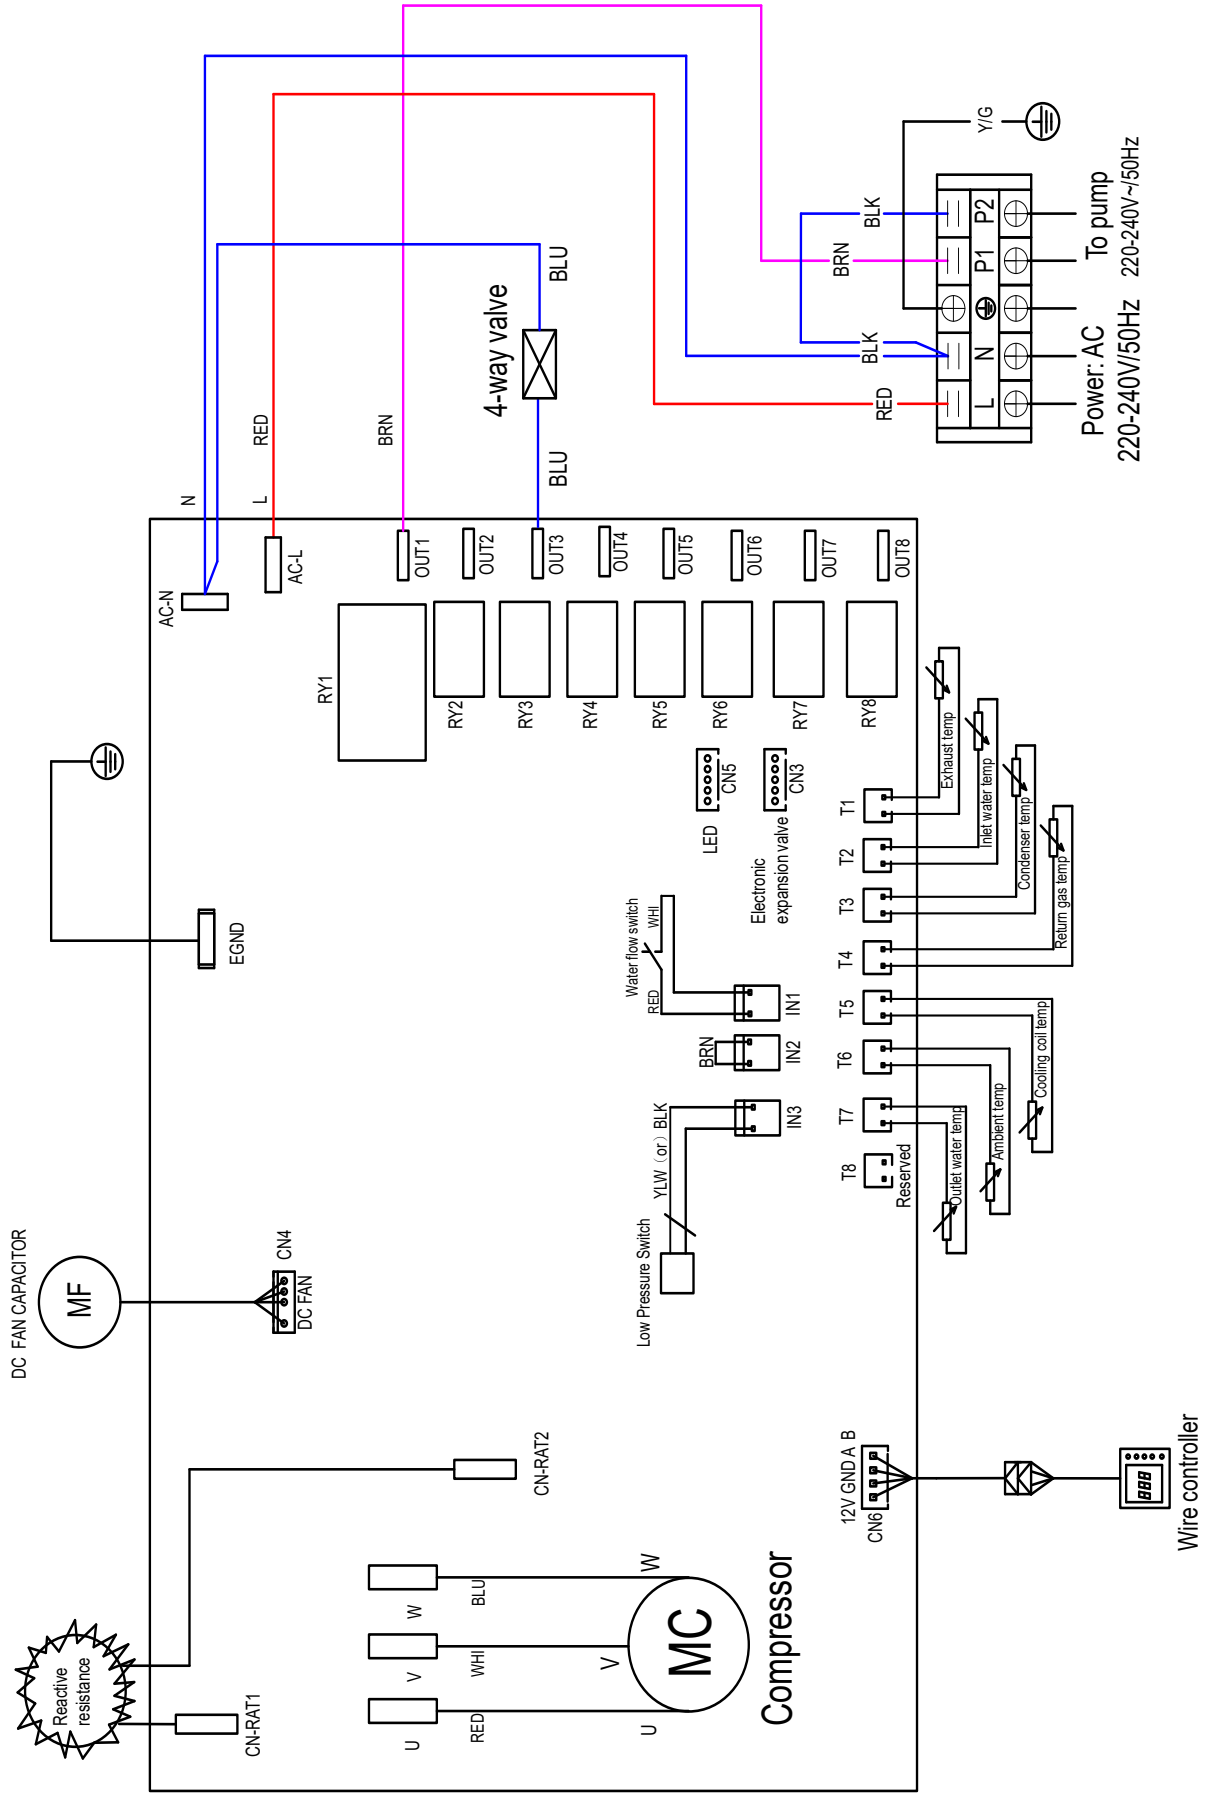 DC FAN CAPACITOR
MF
CN4
DC FAN
Reactive
resistance
CN-RAT1
CN-RAT2
EGND
AC-N
N
AC-L
L
RED
BRN
4-way valve
BLU
BLU
OUT1
OUT2
OUT3
OUT4
OUT5
OUT6
OUT7
OUT8
RY1
RY2
RY3
RY4
RY5
RY6
RY7
RY8
LED
CN5
Electronic
expansion valve
CN3
Water flow switch
RED
WHI
IN1
BRN
IN2
YLW（or）BLK
Low Pressure Switch
IN3
T1
T2
T3
T4
T5
T6
T7
T8
Reserved
Exhaust temp
Inlet water temp
Condenser temp
Return gas temp
Cooling coil temp
Ambient temp
Outlet water temp
12V GND A B
CN6
888
Wire controller
U
V
W
RED
WHI
BLU
U
V
W
MC
Compressor
Y/G
BLK
BRN
BLK
RED
L
N
P1
P2
Power: AC
220-240V/50Hz
To pump
220-240V~/50Hz